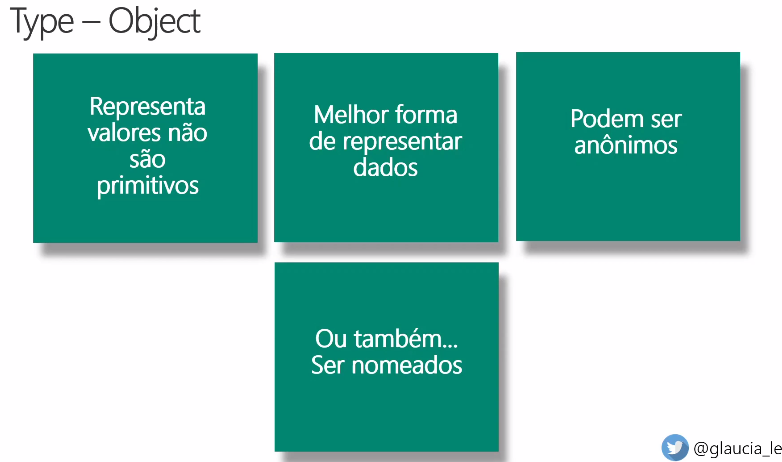 Type – Object
Representa
valores não
são
primitivos
Melhor forma
de representar
dados
Podem ser
anônimos
Ou também...
Ser nomeados
@glaucia_le